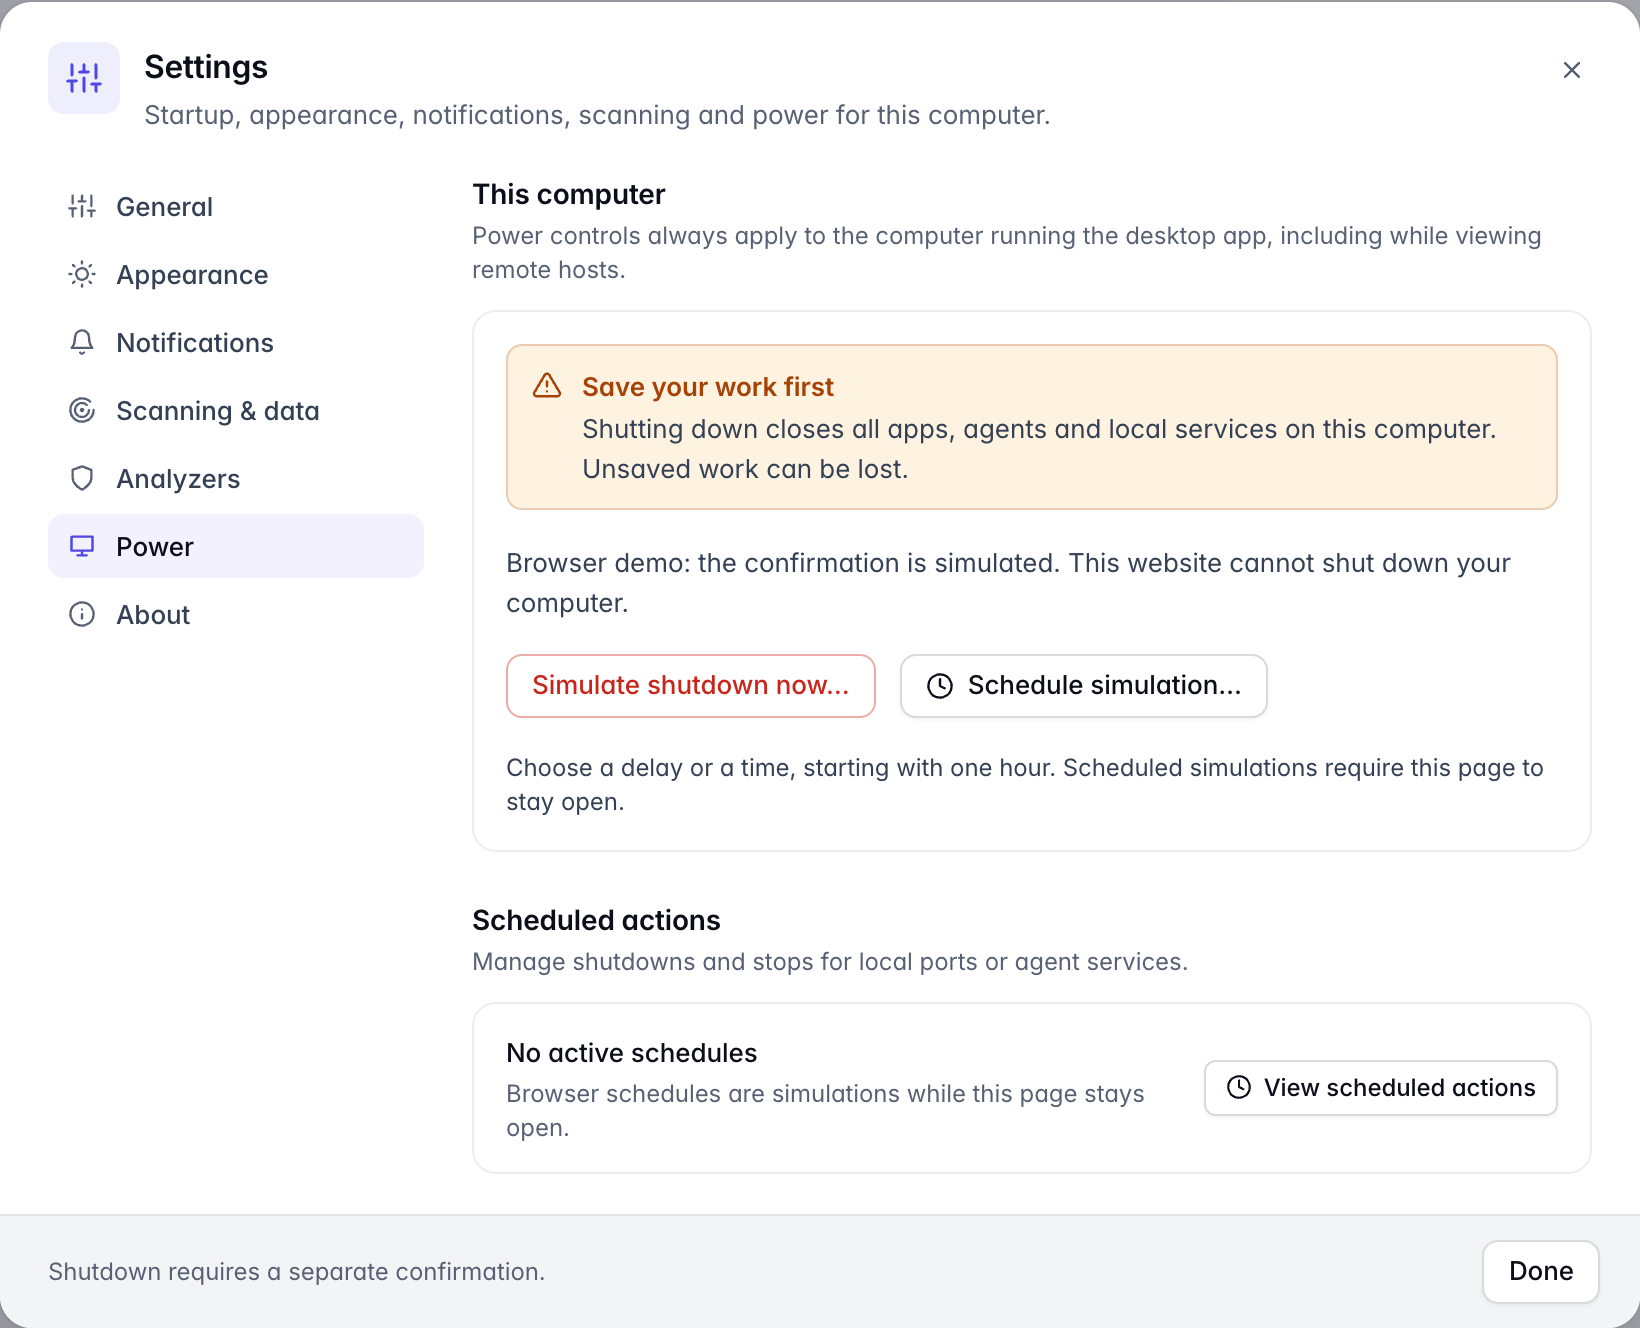 Settings
Startup, appearance, notifications, scanning and power for this computer.
General
Appearance
Notifications
Scanning & data
Analyzers
Power
About
This computer
Power controls always apply to the computer running the desktop app, including while viewing
remote hosts.
Save your work first
Shutting down closes all apps, agents and local services on this computer.
Unsaved work can be lost.
Browser demo: the confirmation is simulated. This website cannot shut down your
computer.
Simulate shutdown now...
Schedule simulation...
Choose a delay or a time, starting with one hour. Scheduled simulations require this page to
stay open.
Scheduled actions
Manage shutdowns and stops for local ports or agent services.
No active schedules
Browser schedules are simulations while this page stays
open.
View scheduled actions
Shutdown requires a separate confirmation.
Done